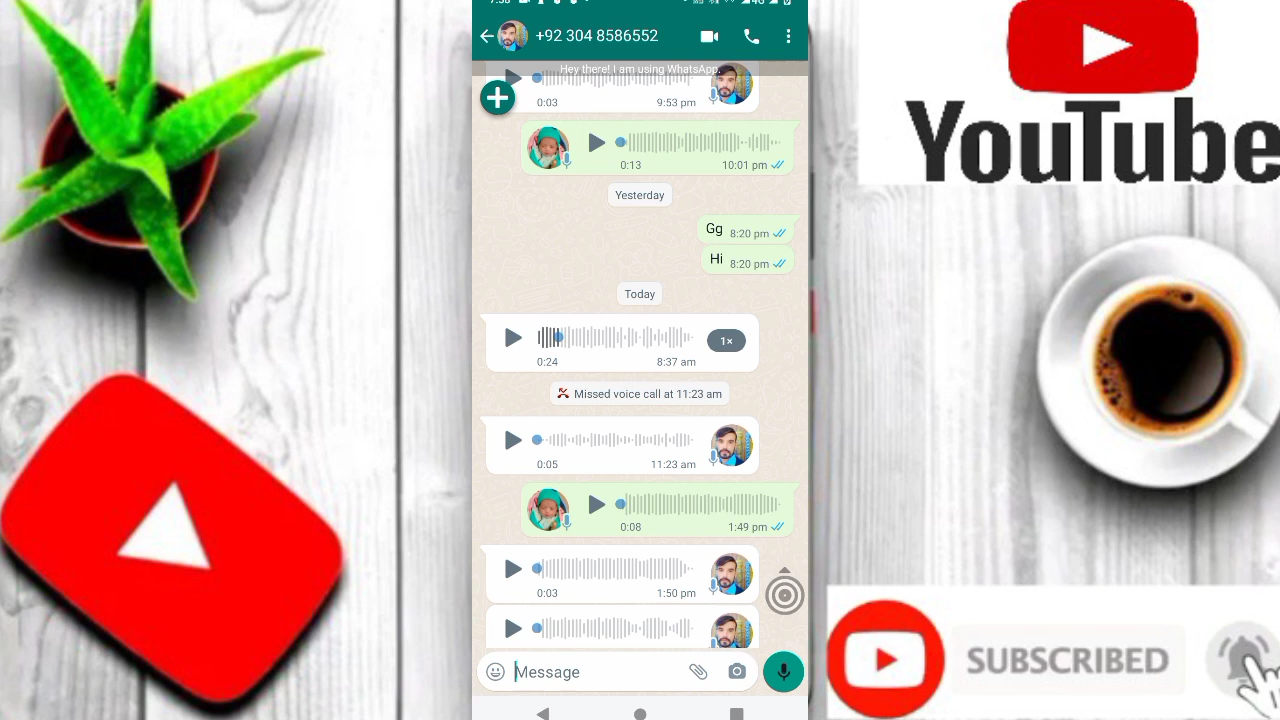 +92 304 8586552
Hey there! I am using WhatsApp.
0:03 9:53 pm
0:13 10:01 pm
Yesterday
Gg 8:20 pm
Hi 8:20 pm
Today
1×
0:24 8:37 am
Missed voice call at 11:23 am
0:05 11:23 am
0:08 1:49 pm
0:03 1:50 pm
Message
YouTube
SUBSCRIBED